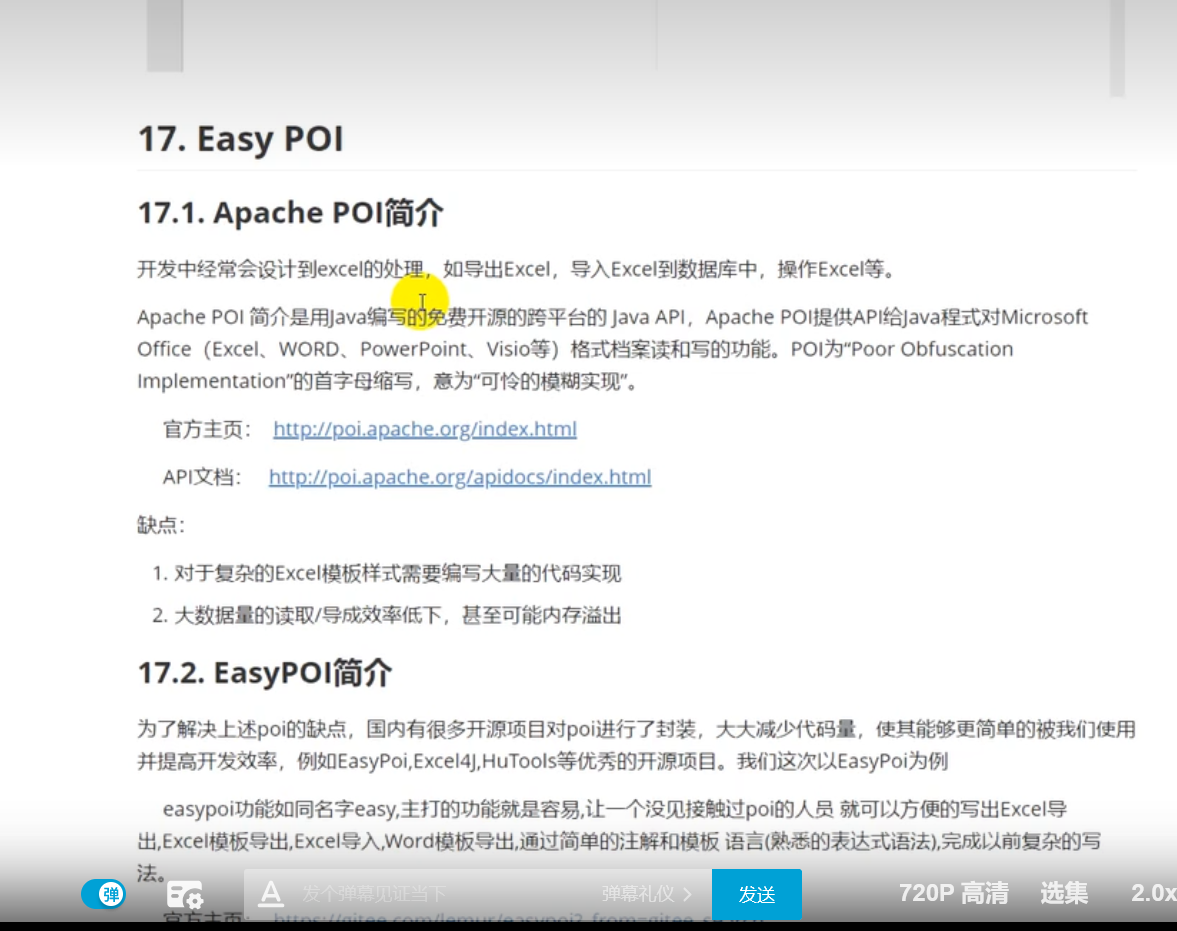 17. Easy POI
17.1. Apache POI简介
开发中经常会设计到excel的处理，如导出Excel，导入Excel到数据库中，操作Excel等。
Apache POI 简介是用Java编写的免费开源的跨平台的 Java API，Apache POI提供API给Java程式对Microsoft
Office（Excel、WORD、PowerPoint、Visio等）格式档案读和写的功能。POI为“Poor Obfuscation
Implementation”的首字母缩写，意为“可怜的模糊实现”。
官方主页： http://poi.apache.org/index.html
API文档： http://poi.apache.org/apidocs/index.html
缺点：
1. 对于复杂的Excel模板样式需要编写大量的代码实现
2. 大数据量的读取/导成效率低下，甚至可能内存溢出
17.2. EasyPOI简介
为了解决上述poi的缺点，国内有很多开源项目对poi进行了封装，大大减少代码量，使其能够更简单的被我们使用
并提高开发效率，例如EasyPoi,Excel4J,HuTools等优秀的开源项目。我们这次以EasyPoi为例
easypoi功能如同名字easy,主打的功能就是容易,让一个没见接触过poi的人员 就可以方便的写出Excel导
出,Excel模板导出,Excel导入,Word模板导出,通过简单的注解和模板 语言(熟悉的表达式语法),完成以前复杂的写
法。
弹 A 发个弹幕见证当下 弹幕礼仪 > 发送 720P 高清 选集 2.0x
官方主页：